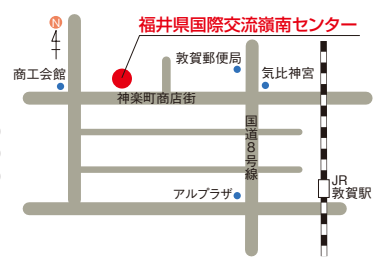 福井県国際交流嶺南センター
N
敦賀郵便局
商工会館
気比神宮
神楽町商店街
国道8号線
JR
敦賀駅
アルプラザ